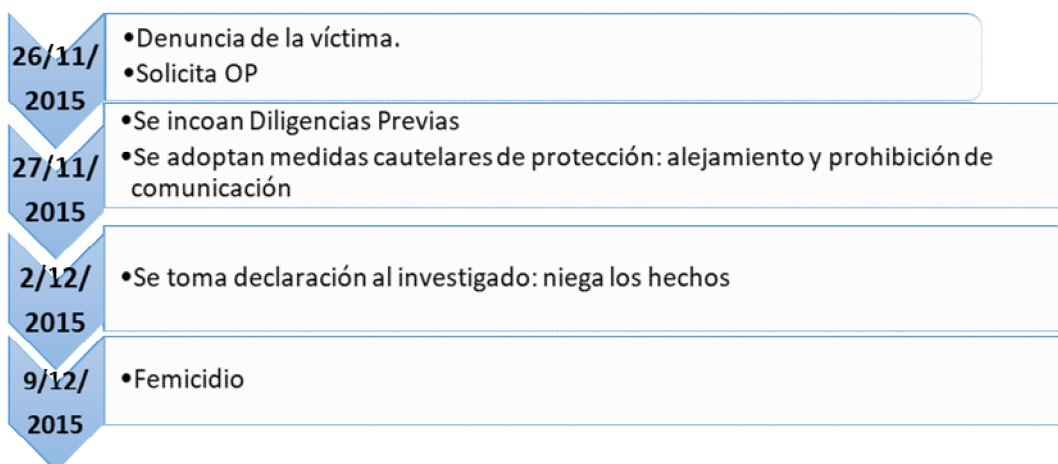 26/11/
2015
•Denuncia de la víctima.
•Solicita OP
27/11/
2015
•Se incoan Diligencias Previas
•Se adoptan medidas cautelares de protección: alejamiento y prohibición de
comunicación
2/12/
2015
•Se toma declaración al investigado: niega los hechos
9/12/
2015
•Femicidio